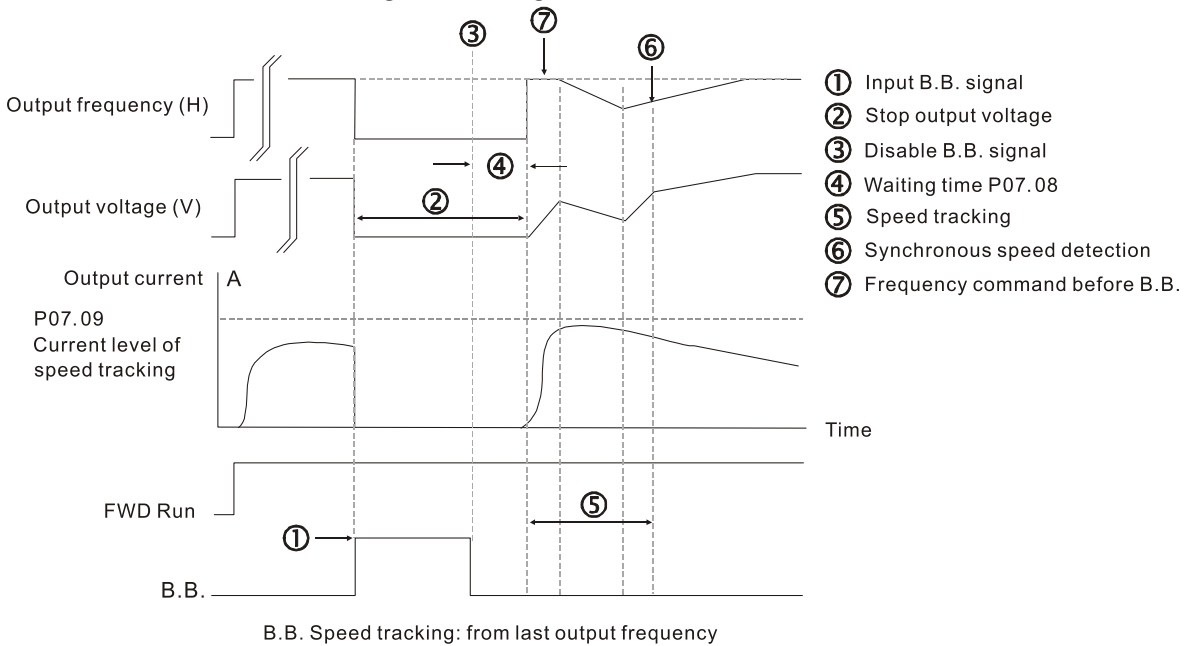 ③
⑦
⑥
Output frequency (H)
④
Output voltage (V)
②
Output current
A
P07.09
Current level of
speed tracking
Time
FWD Run
⑤
①
B.B.
B.B. Speed tracking: from last output frequency
① Input B.B. signal
② Stop output voltage
③ Disable B.B. signal
④ Waiting time P07.08
⑤ Speed tracking
⑥ Synchronous speed detection
⑦ Frequency command before B.B.